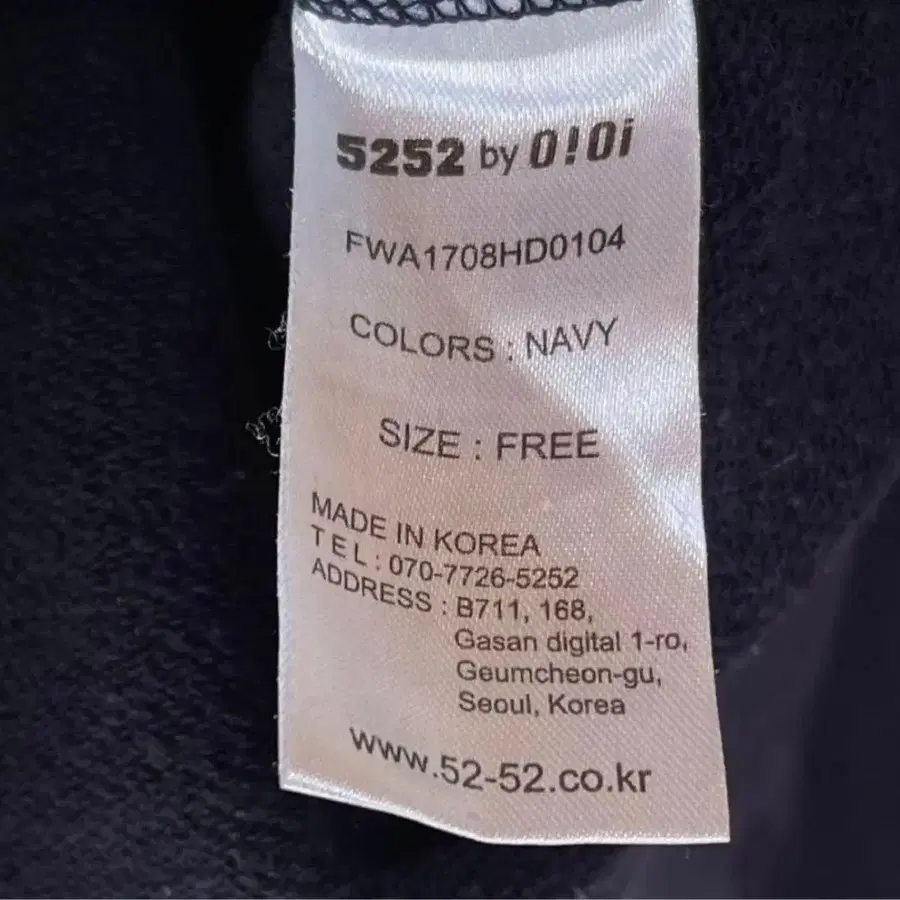 5252 by O!Oi
FWA1708HD0104
COLORS : NAVY
SIZE : FREE
MADE IN KOREA
TEL : 070-7726-5252
ADDRESS : B711, 168,
Gasan digital 1-ro,
Geumcheon-gu,
Seoul, Korea
www.52-52.co.kr